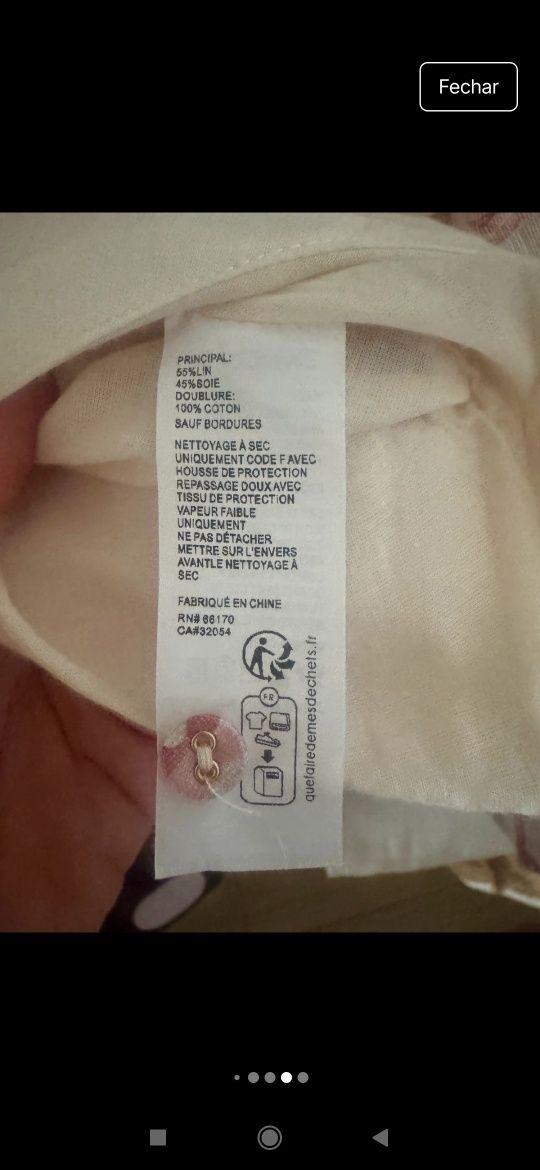 Fechar
PRINCIPAL:
55%LIN
45%SOIE
DOUBLURE:
100% COTON
SAUF BORDURES
NETTOYAGE À SEC
UNIQUEMENT CODE F AVEC
HOUSSE DE PROTECTION
REPASSAGE DOUX AVEC
TISSU DE PROTECTION
VAPEUR FAIBLE
UNIQUEMENT
NE PAS DÉTACHER
METTRE SUR L'ENVERS
AVANT LE NETTOYAGE À
SEC
FABRIQUÉ EN CHINE
RN# 66170
CA#32054
FR
quefairedemesdechets.fr